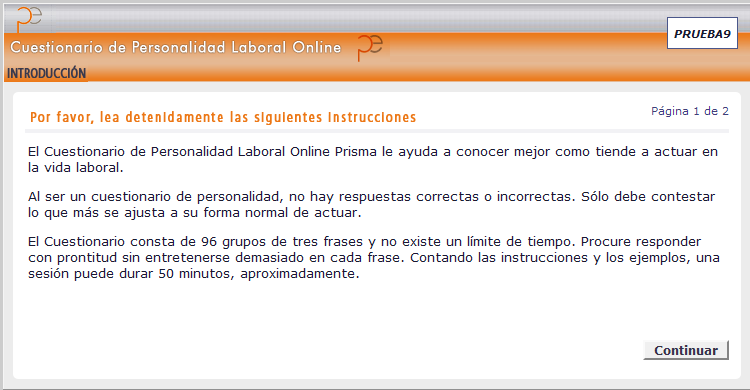 pe
Cuestionario de Personalidad Laboral Online
pe
PRUEBA9
INTRODUCCIÓN
Por favor, lea detenidamente las siguientes instrucciones
Página 1 de 2
El Cuestionario de Personalidad Laboral Online Prisma le ayuda a conocer mejor como tiende a actuar en
la vida laboral.
Al ser un cuestionario de personalidad, no hay respuestas correctas o incorrectas. Sólo debe contestar
lo que más se ajusta a su forma normal de actuar.
El Cuestionario consta de 96 grupos de tres frases y no existe un límite de tiempo. Procure responder
con prontitud sin entretenerse demasiado en cada frase. Contando las instrucciones y los ejemplos, una
sesión puede durar 50 minutos, aproximadamente.
Continuar